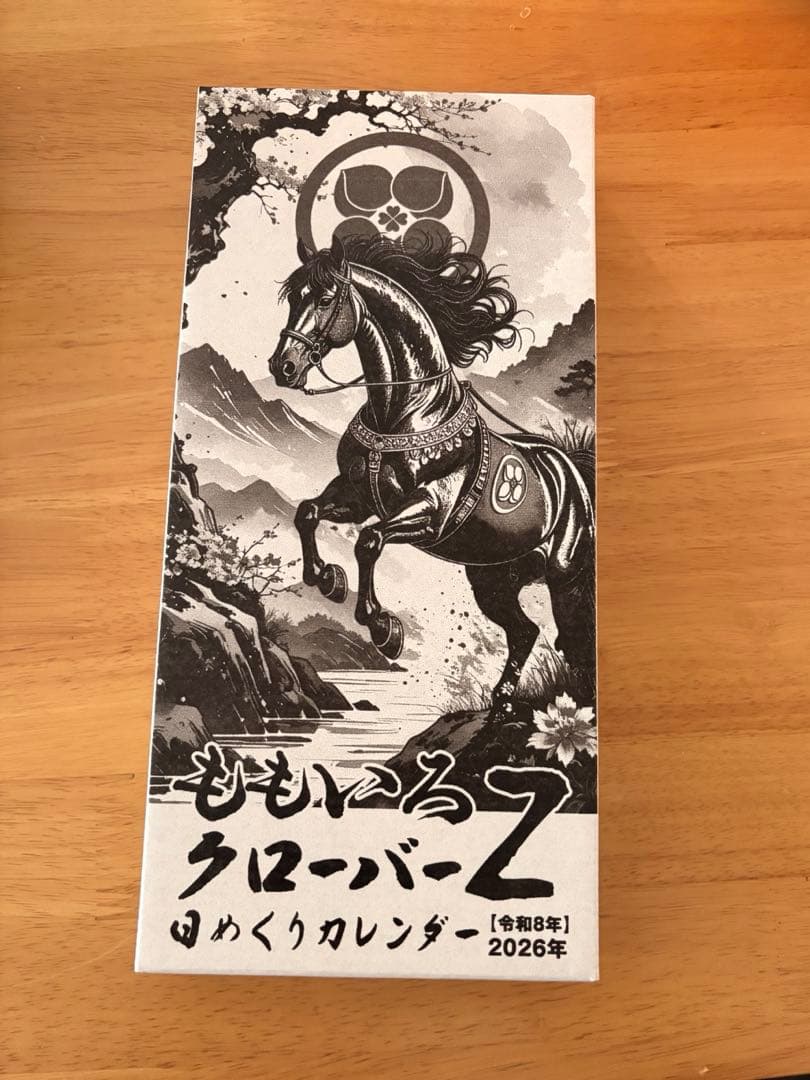 ももいろ
クローバーZ
日めくりカレンダー
【令和8年】
2026年